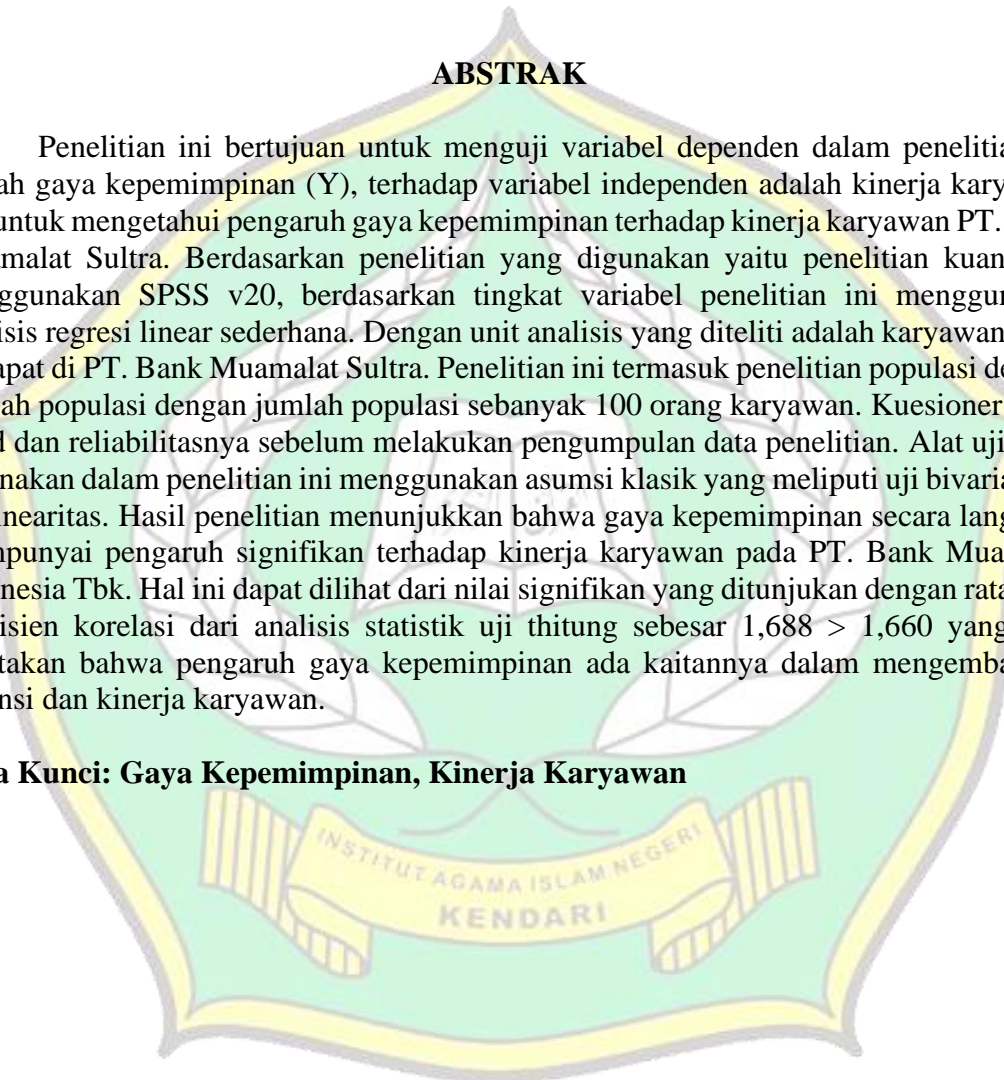 ABSTRAK
Penelitian ini bertujuan untuk menguji variabel dependen dalam penelitia
ah gaya kepemimpinan (Y), terhadap variabel independen adalah kinerja kary
untuk mengetahui pengaruh gaya kepemimpinan terhadap kinerja karyawan PT.
malat Sultra. Berdasarkan penelitian yang digunakan yaitu penelitian kuan
ggunakan SPSS v20, berdasarkan tingkat variabel penelitian ini menggun
isis regresi linear sederhana. Dengan unit analisis yang diteliti adalah karyawan
apat di PT. Bank Muamalat Sultra. Penelitian ini termasuk penelitian populasi de
ah populasi dengan jumlah populasi sebanyak 100 orang karyawan. Kuesioner
d dan reliabilitasnya sebelum melakukan pengumpulan data penelitian. Alat uji
nakan dalam penelitian ini menggunakan asumsi klasik yang meliputi uji bivaria
inearitas. Hasil penelitian menunjukkan bahwa gaya kepemimpinan secara lang
mpunyai pengaruh signifikan terhadap kinerja karyawan pada PT. Bank Mua
nesia Tbk. Hal ini dapat dilihat dari nilai signifikan yang ditunjukan dengan rata
isien korelasi dari analisis statistik uji thitung sebesar 1,688 > 1,660 yang
takan bahwa pengaruh gaya kepemimpinan ada kaitannya dalam mengemba
nsi dan kinerja karyawan.
a Kunci: Gaya Kepemimpinan, Kinerja Karyawan
INSTITUT AGAMA ISLAM NEGERI
KENDARI